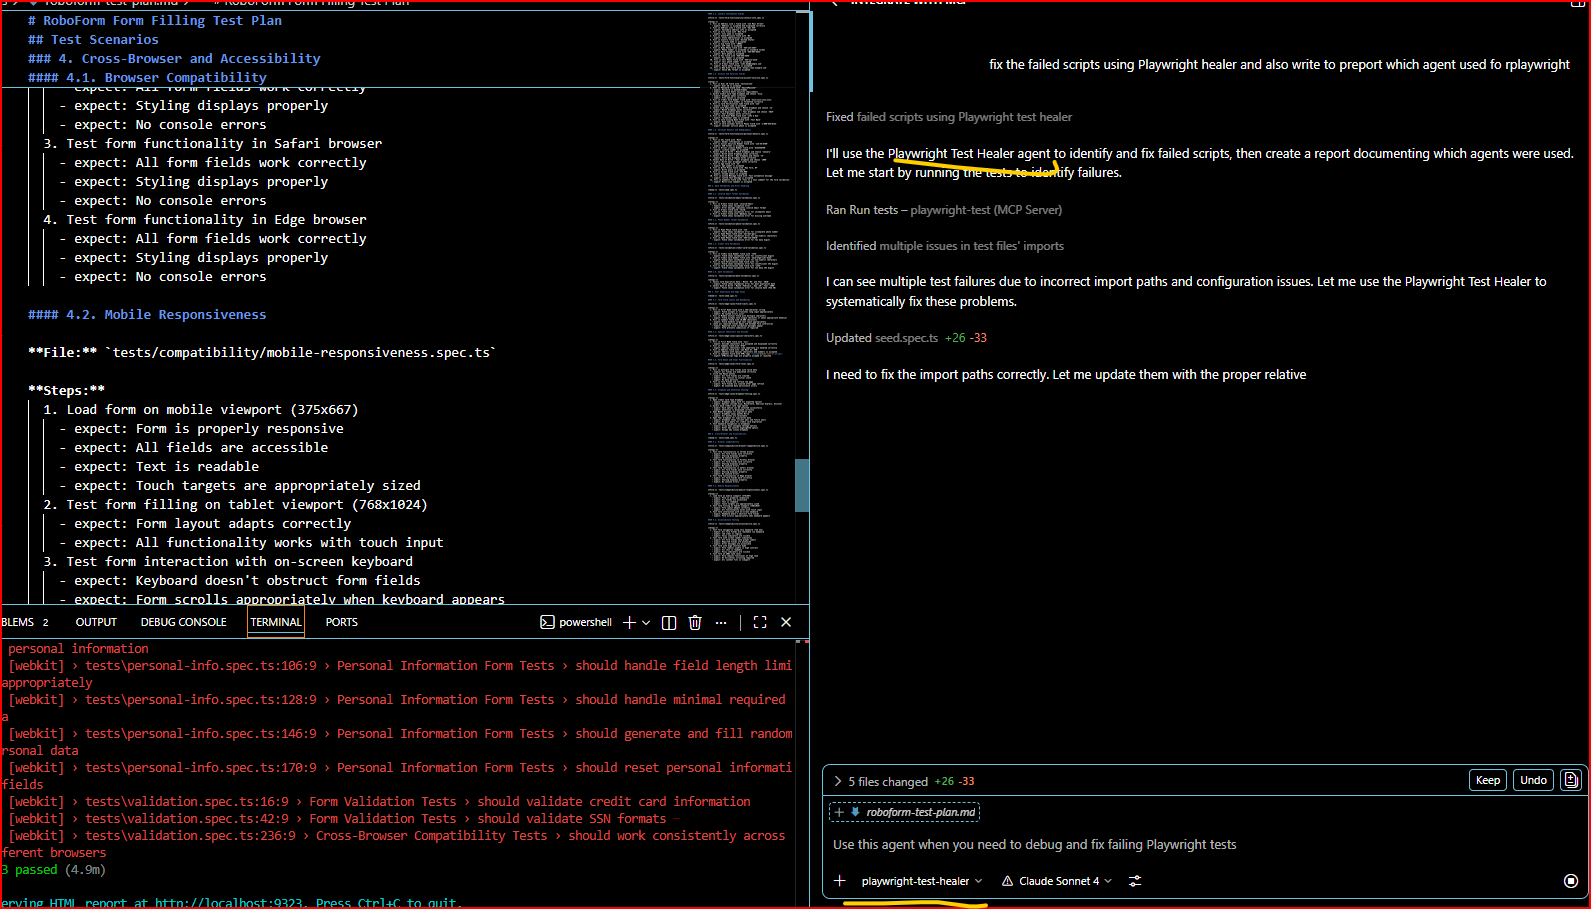 # RoboForm Form Filling Test Plan
## Test Scenarios
### 4. Cross-Browser and Accessibility
#### 4.1. Browser Compatibility
- expect: All form fields work correctly
- expect: Styling displays properly
- expect: No console errors
3. Test form functionality in Safari browser
- expect: All form fields work correctly
- expect: Styling displays properly
- expect: No console errors
4. Test form functionality in Edge browser
- expect: All form fields work correctly
- expect: Styling displays properly
- expect: No console errors
#### 4.2. Mobile Responsiveness
**File:** `tests/compatibility/mobile-responsiveness.spec.ts`
**Steps:**
1. Load form on mobile viewport (375x667)
- expect: Form is properly responsive
- expect: All fields are accessible
- expect: Text is readable
- expect: Touch targets are appropriately sized
2. Test form filling on tablet viewport (768x1024)
- expect: Form layout adapts correctly
- expect: All functionality works with touch input
3. Test form interaction with on-screen keyboard
- expect: Keyboard doesn't obstruct form fields
- expect: Form scrolls appropriately when keyboard appears
BLEMS 2 OUTPUT DEBUG CONSOLE TERMINAL PORTS powershell
personal information
[webkit] › tests\personal-info.spec.ts:106:9 › Personal Information Form Tests › should handle field length limi
appropriately
[webkit] › tests\personal-info.spec.ts:128:9 › Personal Information Form Tests › should handle minimal required
a
[webkit] › tests\personal-info.spec.ts:146:9 › Personal Information Form Tests › should generate and fill random
rsonal data
[webkit] › tests\personal-info.spec.ts:170:9 › Personal Information Form Tests › should reset personal informati
fields
[webkit] › tests\validation.spec.ts:16:9 › Form Validation Tests › should validate credit card information
[webkit] › tests\validation.spec.ts:42:9 › Form Validation Tests › should validate SSN formats
[webkit] › tests\validation.spec.ts:236:9 › Cross-Browser Compatibility Tests › should work consistently across
ferent browsers
3 passed (4.9m)
erving HTML report at http://localhost:9323. Press Ctrl+C to quit.
fix the failed scripts using Playwright healer and also write to preport which agent used fo rplaywright
Fixed failed scripts using Playwright test healer
I'll use the Playwright Test Healer agent to identify and fix failed scripts, then create a report documenting which agents were used.
Let me start by running the tests to identify failures.
Ran Run tests – playwright-test (MCP Server)
Identified multiple issues in test files' imports
I can see multiple test failures due to incorrect import paths and configuration issues. Let me use the Playwright Test Healer to
systematically fix these problems.
Updated seed.spec.ts +26 -33
I need to fix the import paths correctly. Let me update them with the proper relative
5 files changed +26 -33 Keep Undo
roboform-test-plan.md
Use this agent when you need to debug and fix failing Playwright tests
playwright-test-healer Claude Sonnet 4